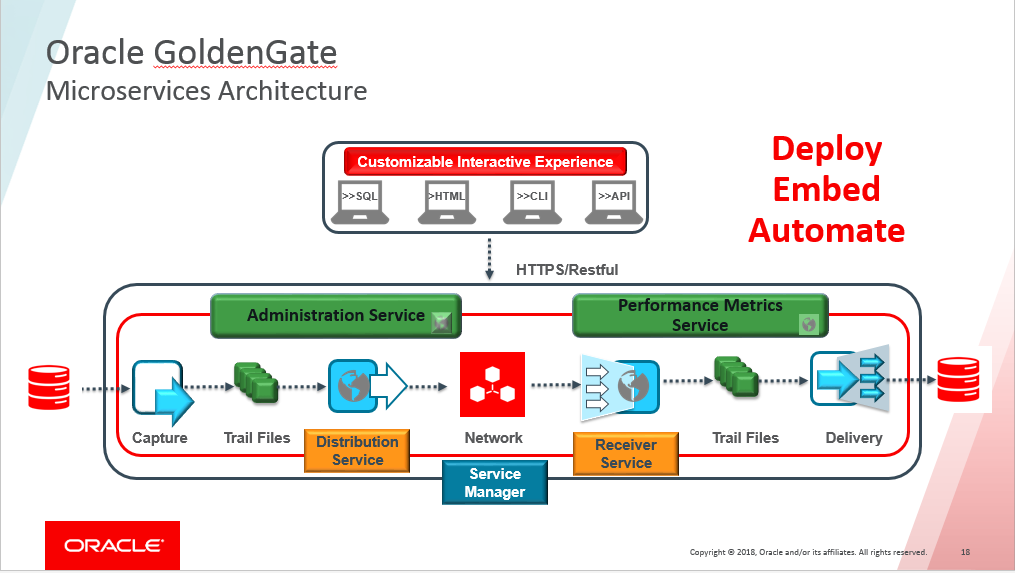 Oracle GoldenGate
Microservices Architecture
Customizable Interactive Experience
>>SQL
>HTML
>>CLI
>>API
Deploy
Embed
Automate
HTTPS/Restful
Administration Service
Performance Metrics
Service
Capture
Trail Files
Distribution
Service
Network
Receiver
Service
Trail Files
Delivery
Service
Manager
ORACLE®
Copyright © 2018, Oracle and/or its affiliates. All rights reserved.
18